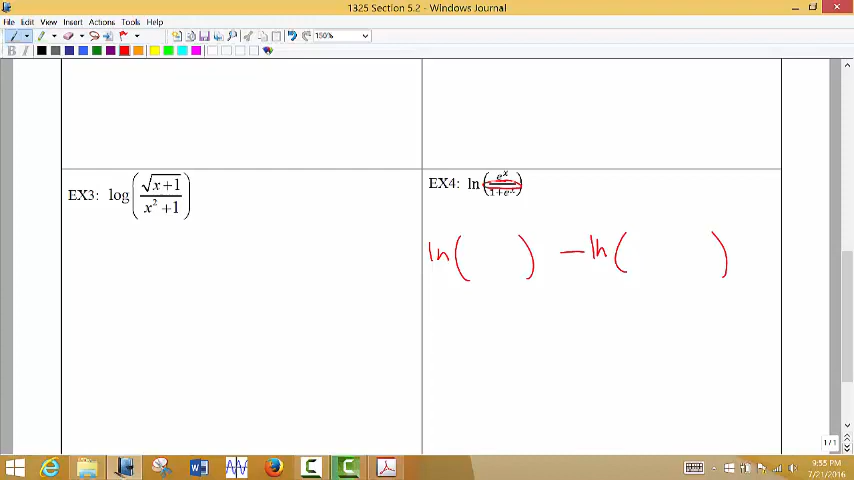 1325 Section 5.2 - Windows Journal
File Edit View Insert Actions Tools Help
150%
B I
EX3: log(√x+1 / x² +1)
EX4: ln(eˣ / 1+eˣ)
ln( ) — ln( )
1/1
9:55 PM
7/21/2016